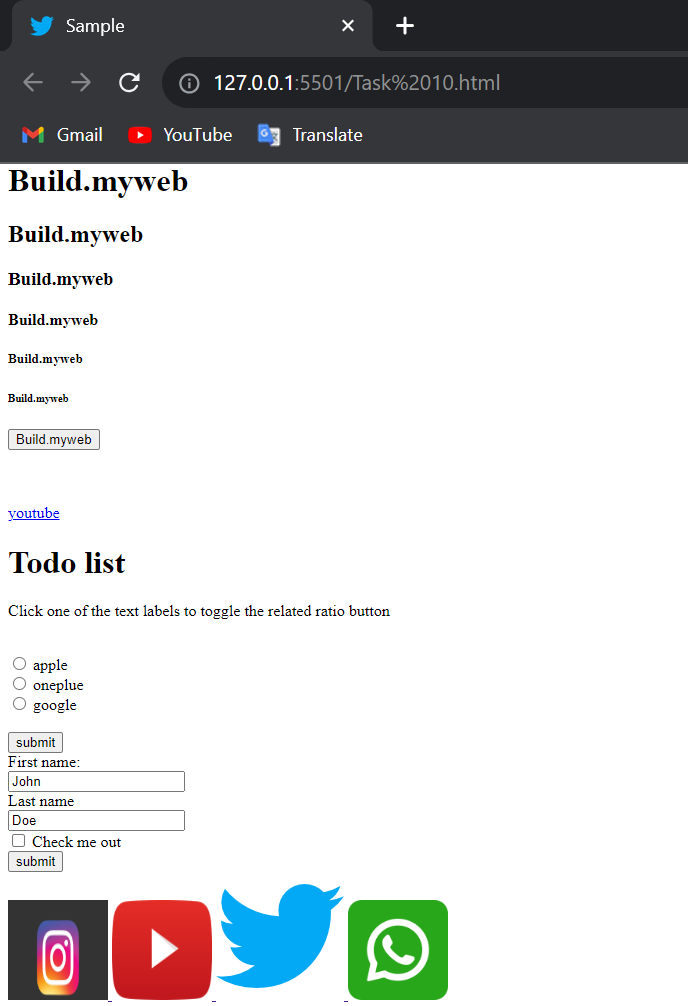 Sample
127.0.0.1:5501/Task%2010.html
Gmail YouTube Translate
Build.myweb
Build.myweb
Build.myweb
Build.myweb
Build.myweb
Build.myweb
Build.myweb
youtube
Todo list
Click one of the text labels to toggle the related ratio button
apple
oneplue
google
submit
First name:
John
Last name
Doe
Check me out
submit